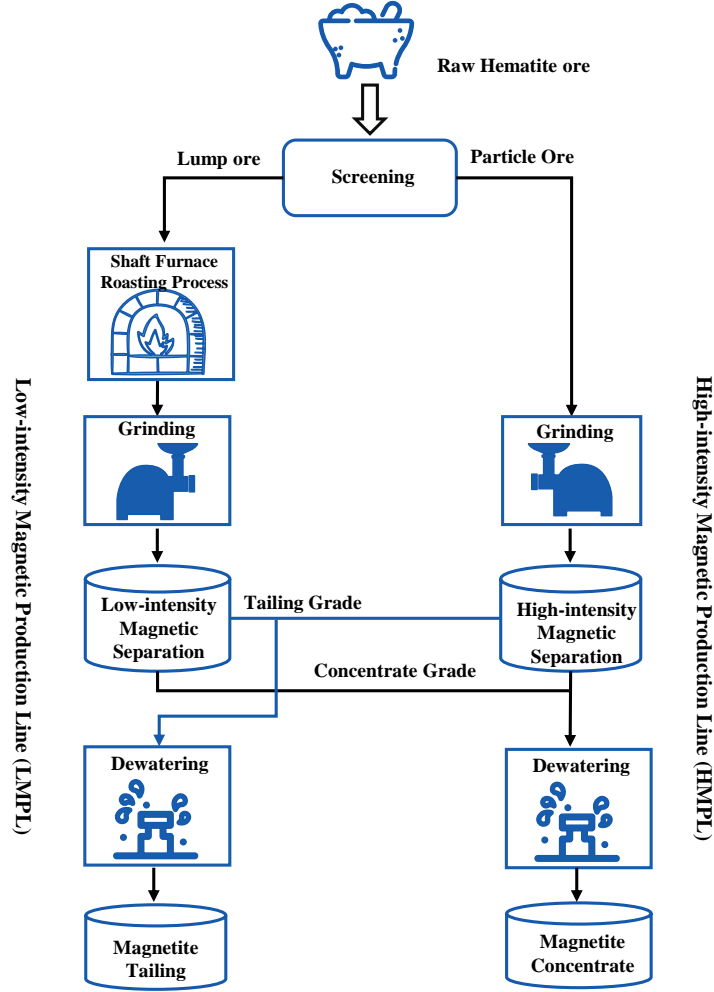 Raw Hematite ore
Lump ore
Particle Ore
Screening
Shaft Furnace
Roasting Process
Grinding
Grinding
Low-intensity Magnetic Production Line (LMPL)
High-intensity Magnetic Production Line (HMPL)
Low-intensity
Magnetic
Separation
Tailing Grade
High-intensity
Magnetic
Separation
Concentrate Grade
Dewatering
Dewatering
Magnetite
Tailing
Magnetite
Concentrate